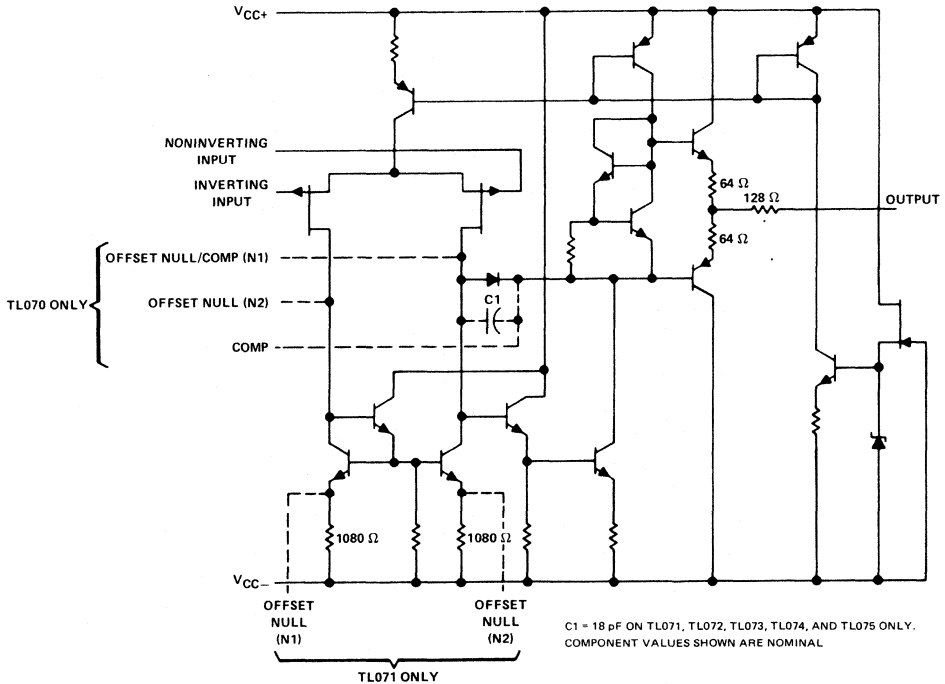 VCC+
NONINVERTING
INPUT
INVERTING
INPUT
64 Ω
128 Ω
OUTPUT
64 Ω
OFFSET NULL/COMP (N1)
TL070 ONLY
OFFSET NULL (N2)
C1
COMP
1080 Ω
1080 Ω
VCC−
OFFSET
NULL
(N1)
OFFSET
NULL
(N2)
TL071 ONLY
C1 = 18 pF ON TL071, TL072, TL073, TL074, AND TL075 ONLY.
COMPONENT VALUES SHOWN ARE NOMINAL